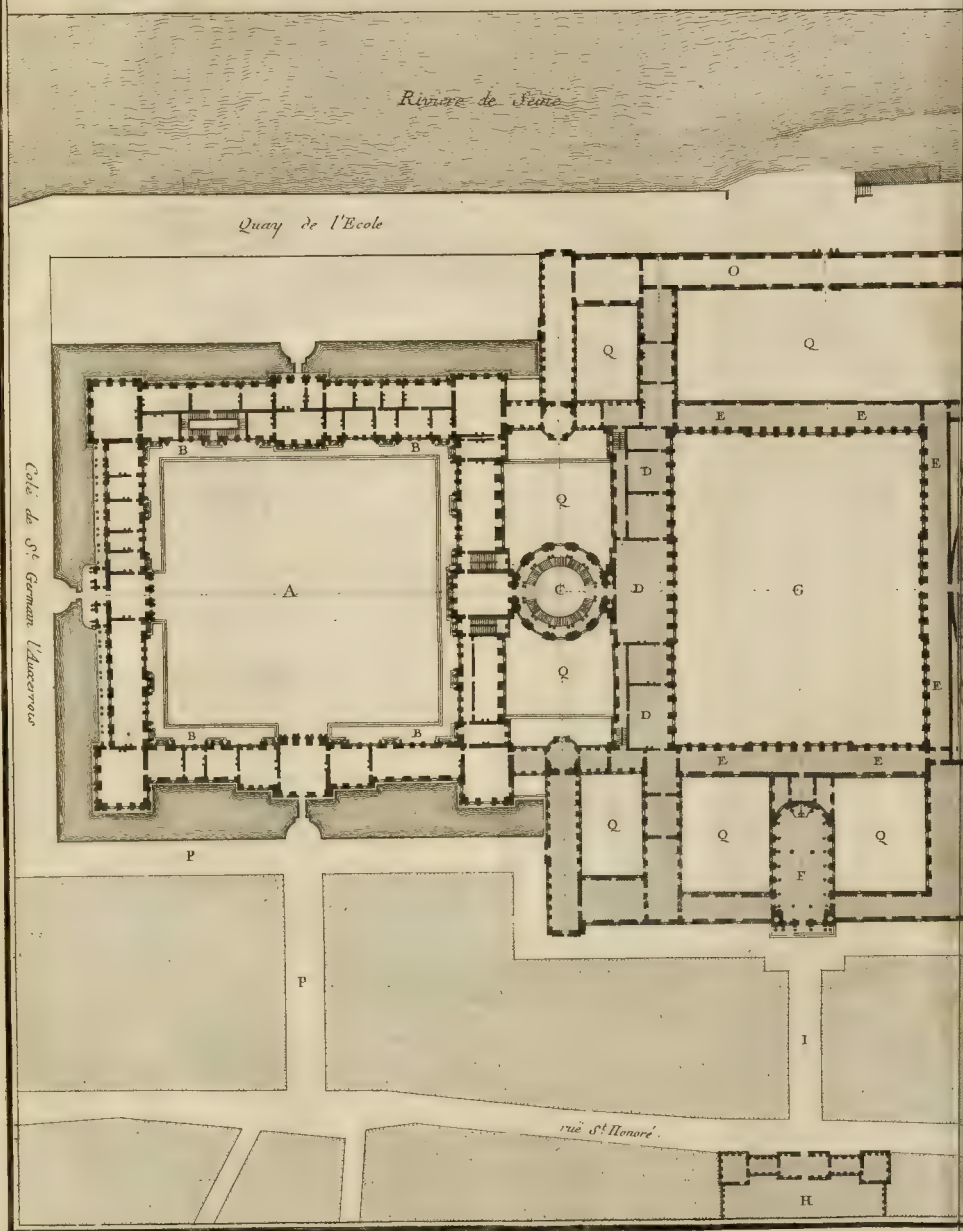 Riviere de Seine
Quay de l'Ecole
O
Q
Q
E E
B B
D
E
Q
Coté de St. Germain l'Auxerrois
A
C
D
G
Q
E
D
B B
E E
Q
Q
Q
P
F
P
I
rue St. Honoré.
H